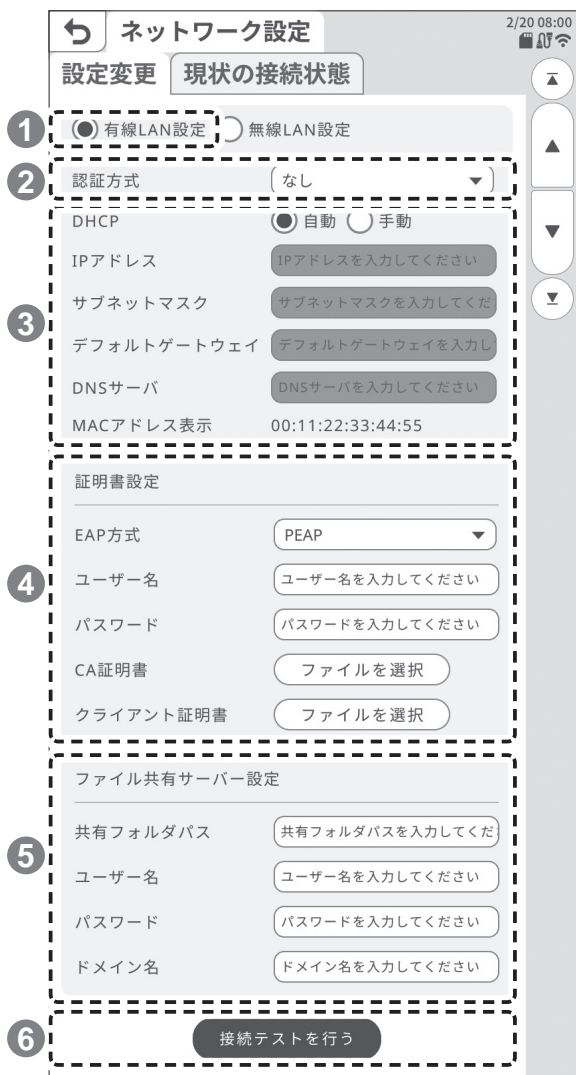 ネットワーク設定
2/20 08:00
設定変更 現状の接続状態
1 有線LAN設定 無線LAN設定
2 認証方式 なし
DHCP 自動 手動
IPアドレス IPアドレスを入力してください
サブネットマスク サブネットマスクを入力してくだ
3
デフォルトゲートウェイ デフォルトゲートウェイを入力し
DNSサーバ DNSサーバを入力してください
MACアドレス表示 00:11:22:33:44:55
証明書設定
EAP方式 PEAP
4 ユーザー名 ユーザー名を入力してください
パスワード パスワードを入力してください
CA証明書 ファイルを選択
クライアント証明書 ファイルを選択
ファイル共有サーバー設定
共有フォルダパス 共有フォルダパスを入力してくだ
5
ユーザー名 ユーザー名を入力してください
パスワード パスワードを入力してください
ドメイン名 ドメイン名を入力してください
6 接続テストを行う